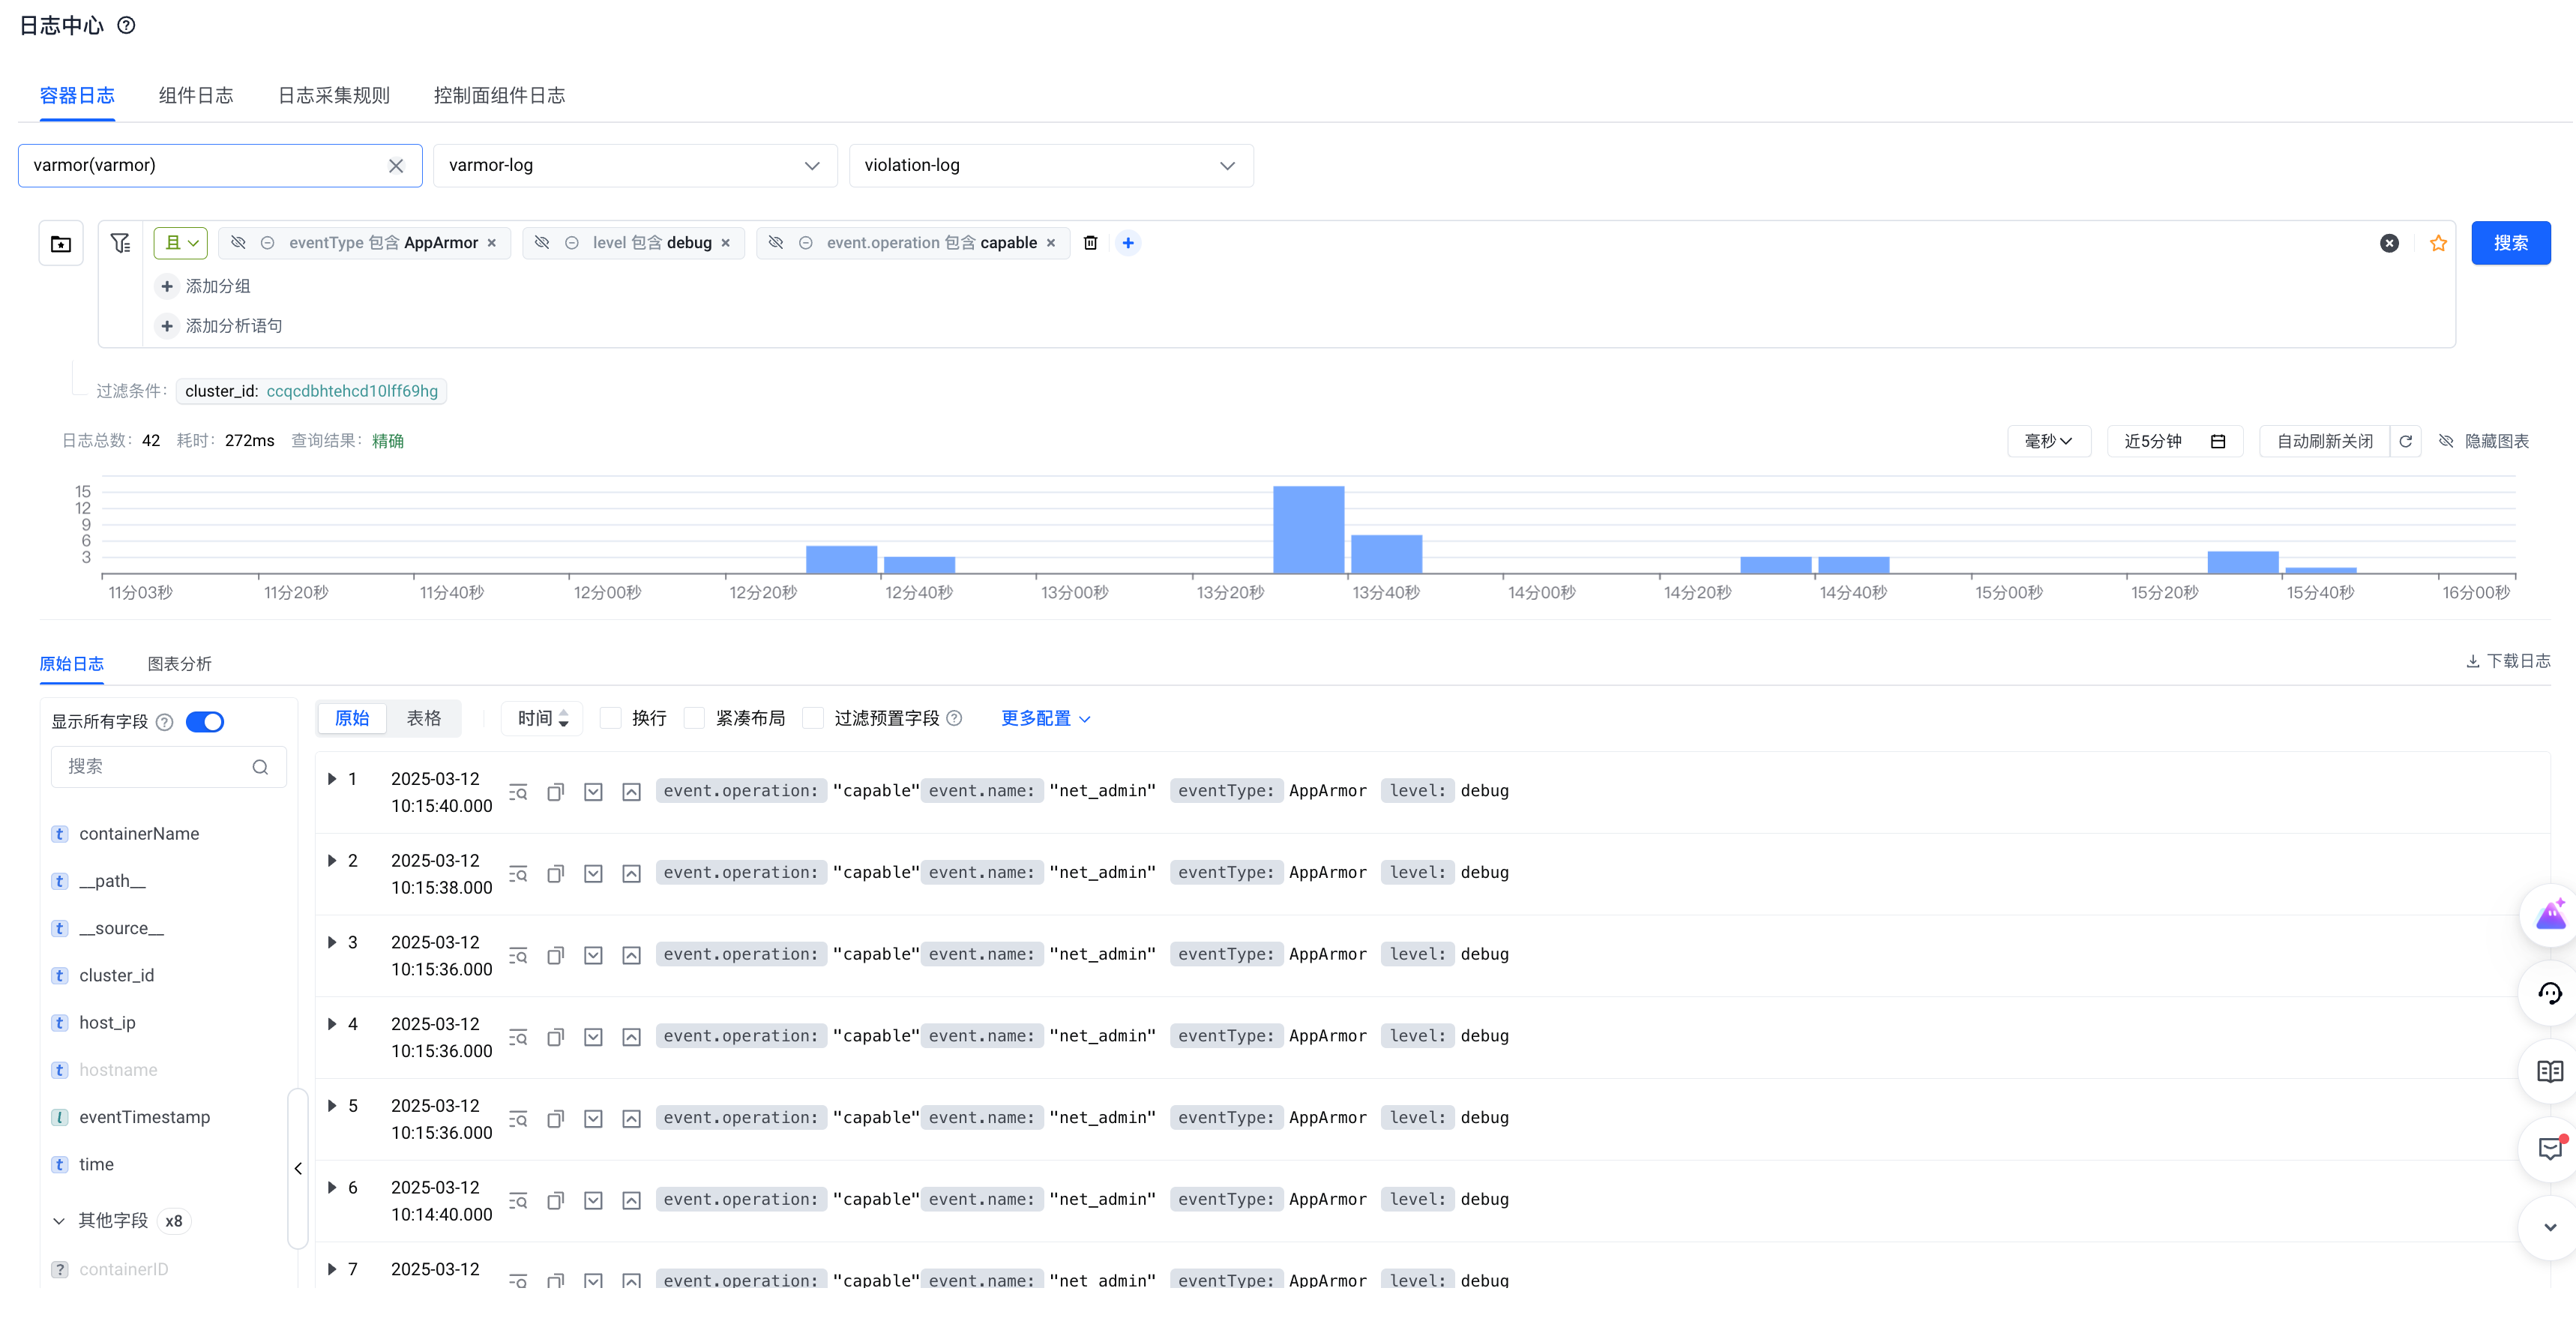 日志中心
容器日志 组件日志 日志采集规则 控制面组件日志
varmor(varmor) varmor-log violation-log
且 eventType 包含 AppArmor level 包含 debug event.operation 包含 capable 搜索
添加分组
添加分析语句
过滤条件: cluster_id: ccqcdbhtehcd10lff69hg
日志总数: 42 耗时: 272ms 查询结果: 精确 毫秒 近5分钟 自动刷新关闭 隐藏图表
15
12
9
6
3
11分03秒 11分20秒 11分40秒 12分00秒 12分20秒 12分40秒 13分00秒 13分20秒 13分40秒 14分00秒 14分20秒 14分40秒 15分00秒 15分20秒 15分40秒 16分00秒
原始日志 图表分析 下载日志
显示所有字段
搜索
containerName
__path__
__source__
cluster_id
host_ip
hostname
eventTimestamp
time
其他字段 x8
containerID
原始 表格 时间 换行 紧凑布局 过滤预置字段 更多配置
1 2025-03-12 10:15:40.000 event.operation: "capable" event.name: "net_admin" eventType: AppArmor level: debug
2 2025-03-12 10:15:38.000 event.operation: "capable" event.name: "net_admin" eventType: AppArmor level: debug
3 2025-03-12 10:15:36.000 event.operation: "capable" event.name: "net_admin" eventType: AppArmor level: debug
4 2025-03-12 10:15:36.000 event.operation: "capable" event.name: "net_admin" eventType: AppArmor level: debug
5 2025-03-12 10:15:36.000 event.operation: "capable" event.name: "net_admin" eventType: AppArmor level: debug
6 2025-03-12 10:14:40.000 event.operation: "capable" event.name: "net_admin" eventType: AppArmor level: debug
7 2025-03-12 event.operation: "capable" event.name: "net_admin" eventType: AppArmor level: debug